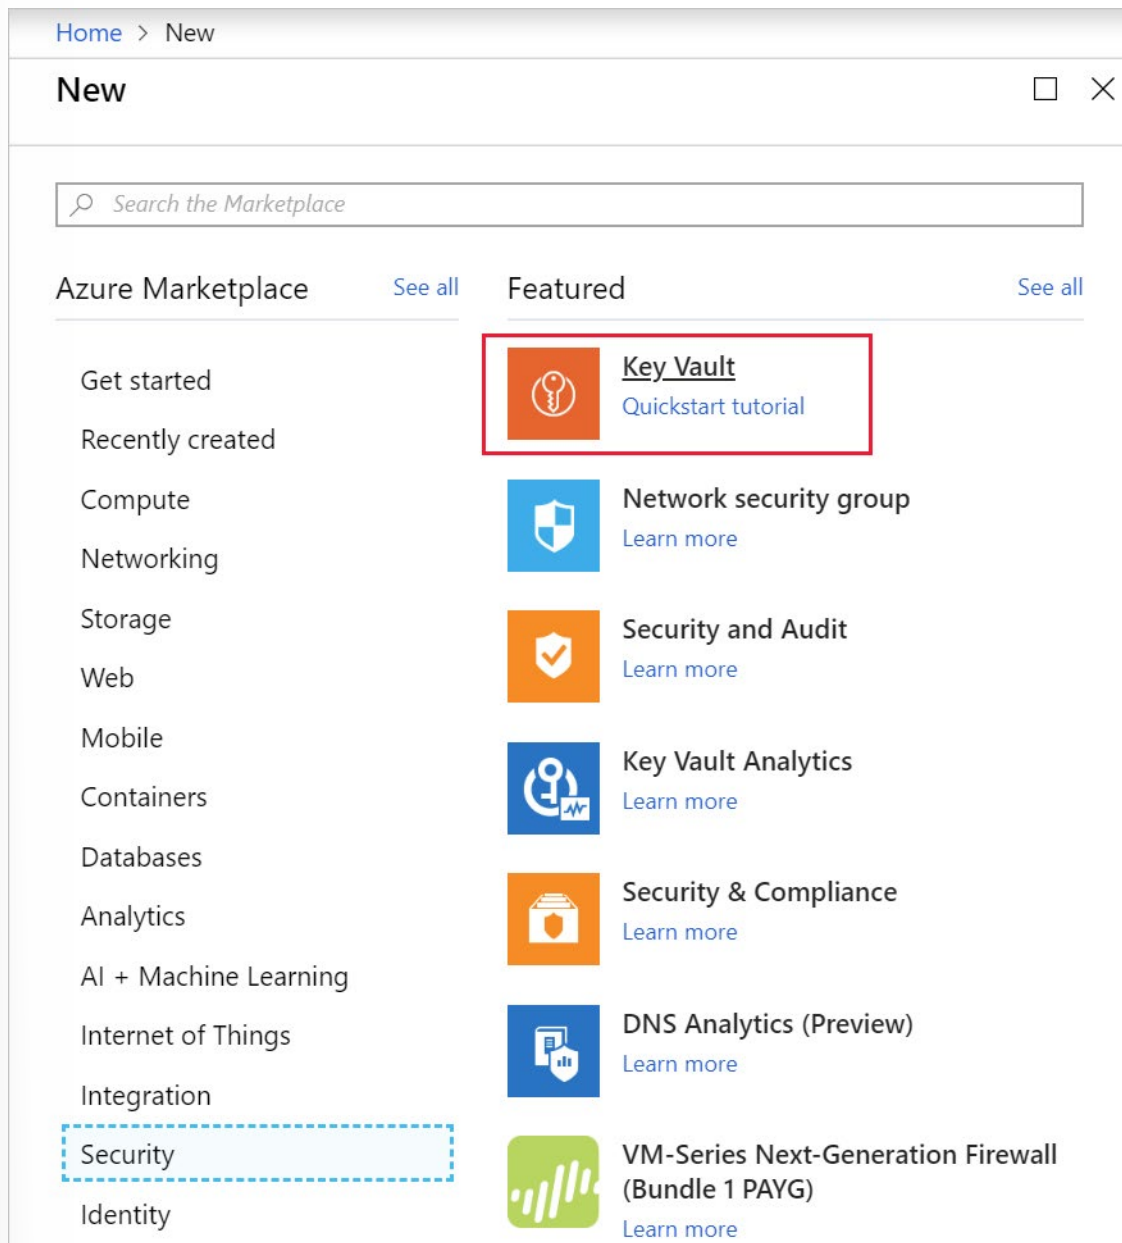 Home > New
New
Search the Marketplace
Azure Marketplace See all
Get started
Recently created
Compute
Networking
Storage
Web
Mobile
Containers
Databases
Analytics
AI + Machine Learning
Internet of Things
Integration
Security
Identity
Featured See all
Key Vault
Quickstart tutorial
Network security group
Learn more
Security and Audit
Learn more
Key Vault Analytics
Learn more
Security & Compliance
Learn more
DNS Analytics (Preview)
Learn more
VM-Series Next-Generation Firewall
(Bundle 1 PAYG)
Learn more